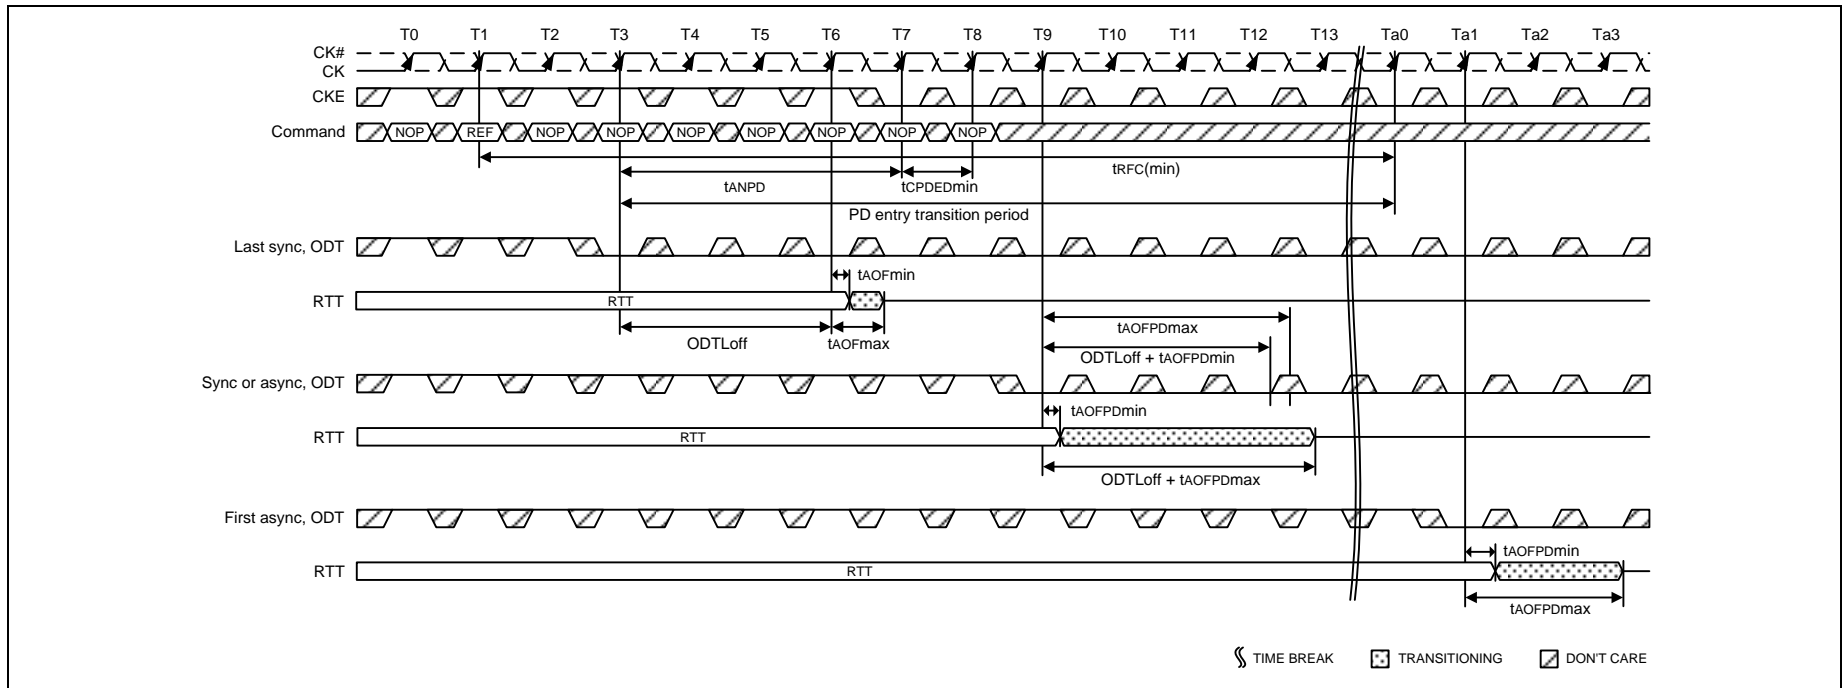 T0 T1 T2 T3 T4 T5 T6 T7 T8 T9 T10 T11 T12 T13 Ta0 Ta1 Ta2 Ta3
CK#
CK
CKE
Command NOP REF NOP NOP NOP NOP NOP NOP NOP
tRFC(min)
tANPD tCPDEDmin
PD entry transition period
Last sync, ODT
tAOFmin
RTT RTT
tAOFPDmax
ODTLoff tAOFmax
ODTLoff + tAOFPDmin
Sync or async, ODT
tAOFPDmin
RTT RTT
ODTLoff + tAOFPDmax
First async, ODT
tAOFPDmin
RTT RTT
tAOFPDmax
TIME BREAK TRANSITIONING DON'T CARE